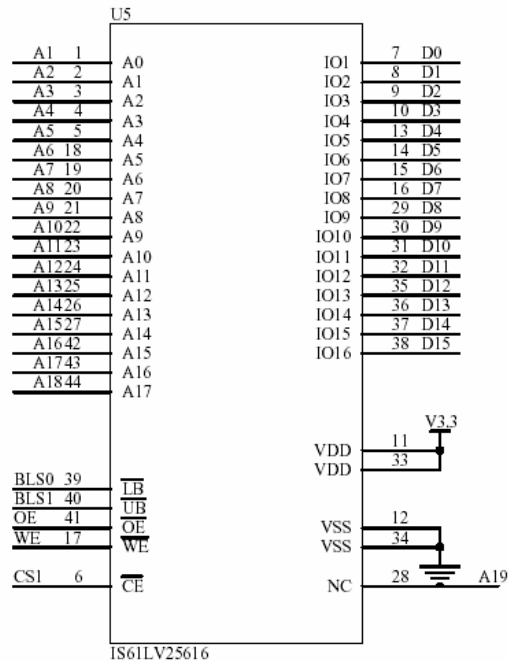 U5
A1 1 A0 IO1 7 D0
A2 2 A1 IO2 8 D1
A3 3 A2 IO3 9 D2
A4 4 A3 IO4 10 D3
A5 5 A4 IO5 13 D4
A6 18 A5 IO6 14 D5
A7 19 A6 IO7 15 D6
A8 20 A7 IO8 16 D7
A9 21 A8 IO9 29 D8
A10 22 A9 IO10 30 D9
A11 23 A10 IO11 31 D10
A12 24 A11 IO12 32 D11
A13 25 A12 IO13 35 D12
A14 26 A13 IO14 36 D13
A15 27 A14 IO15 37 D14
A16 42 A15 IO16 38 D15
A17 43 A16
A18 44 A17
V3.3
VDD 11
VDD 33
BLS0 39 LB
BLS1 40 UB
OE 41 OE VSS 12
WE 17 WE VSS 34
CS1 6 CE NC 28 A19
IS61LV25616